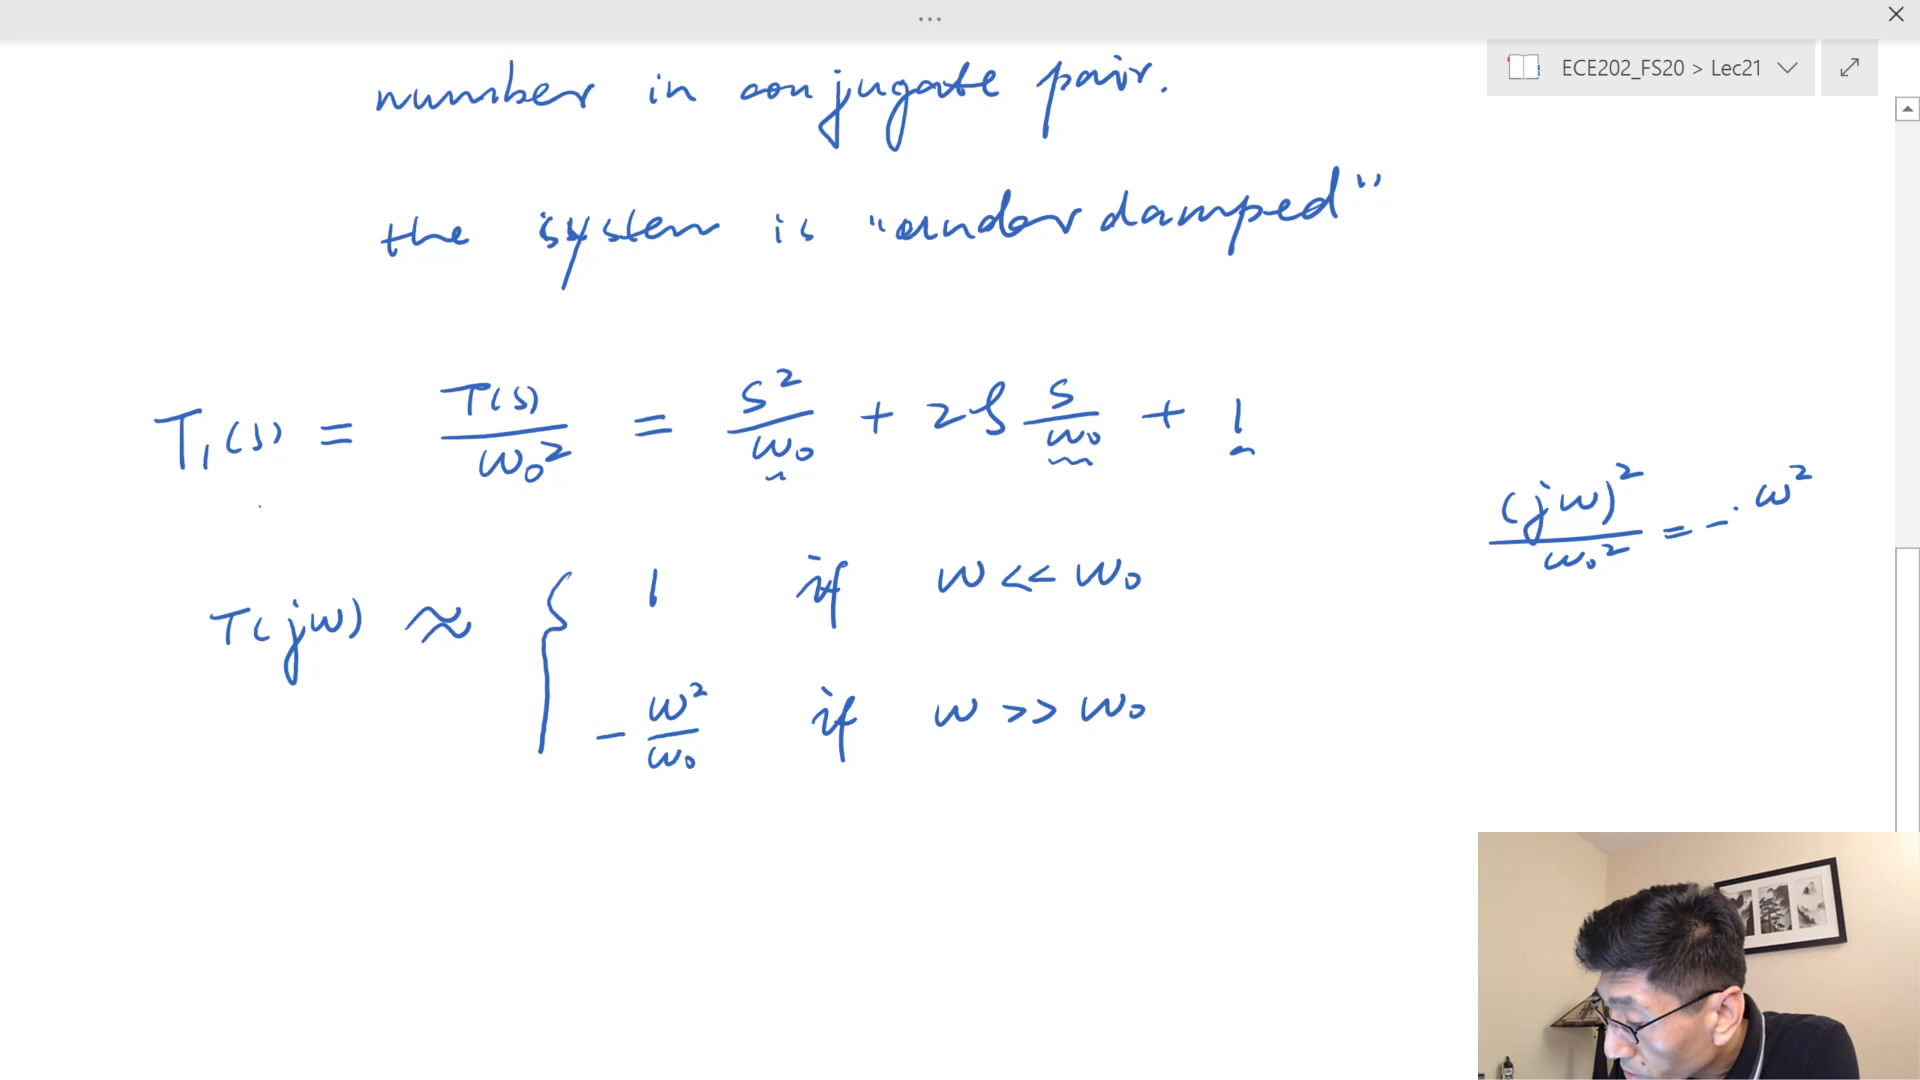 ECE202_FS20 > Lec21
number in conjugate pair.
the system is "underdamped"
T₁(s) = T(s)/ω₀² = s²/ω₀ + 2ζ s/ω₀ + 1
(jω)²/ω₀² = - ω²
T(jω) ≈ { 1 if ω << ω₀
-ω²/ω₀ if ω >> ω₀